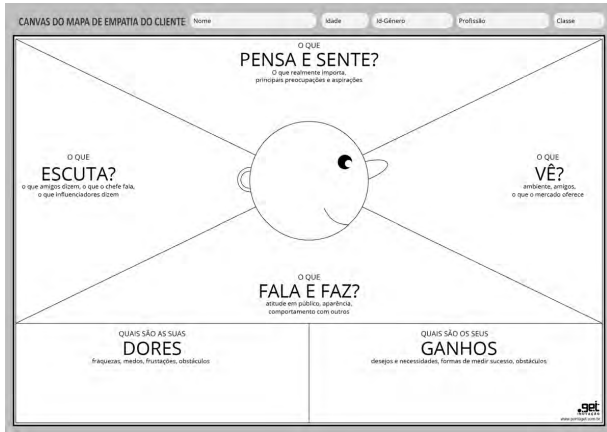 CANVAS DO MAPA DE EMPATIA DO CLIENTE Nome Idade Id-Gênero Profissão Classe
O QUE
PENSA E SENTE?
O que realmente importa,
principais preocupações e aspirações
O QUE
ESCUTA?
o que amigos dizem, o que o chefe fala,
o que influenciadores dizem
O QUE
VÊ?
ambiente, amigos,
o que o mercado oferece
O QUE
FALA E FAZ?
atitude em público, aparência,
comportamento com outros
QUAIS SÃO AS SUAS
DORES
fraquezas, medos, frustações, obstáculos
QUAIS SÃO OS SEUS
GANHOS
desejos e necessidades, formas de medir sucesso, obstáculos
.get